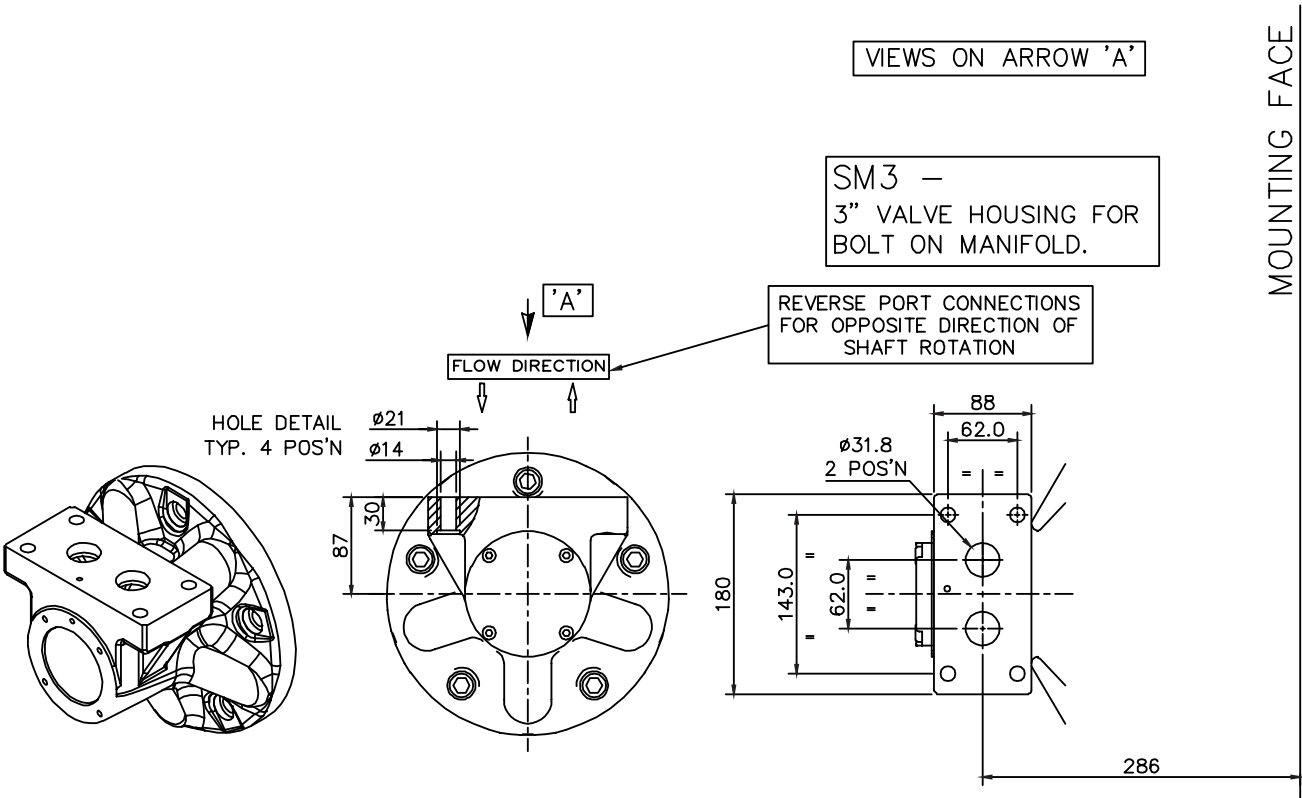 VIEWS ON ARROW 'A'
MOUNTING FACE
SM3 –
3” VALVE HOUSING FOR
BOLT ON MANIFOLD.
'A'
REVERSE PORT CONNECTIONS
FOR OPPOSITE DIRECTION OF
SHAFT ROTATION
FLOW DIRECTION
HOLE DETAIL
TYP. 4 POS'N
ø21
ø14
30
87
88
62.0
= =
ø31.8
2 POS'N
180
143.0
=
=
62.0
=
=
286